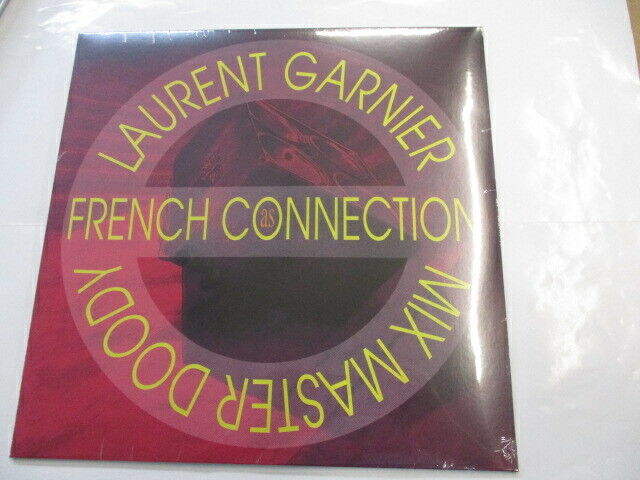 LAURENT GARNIER
FRENCH CONNECTION
as
MIX MASTER DOODY